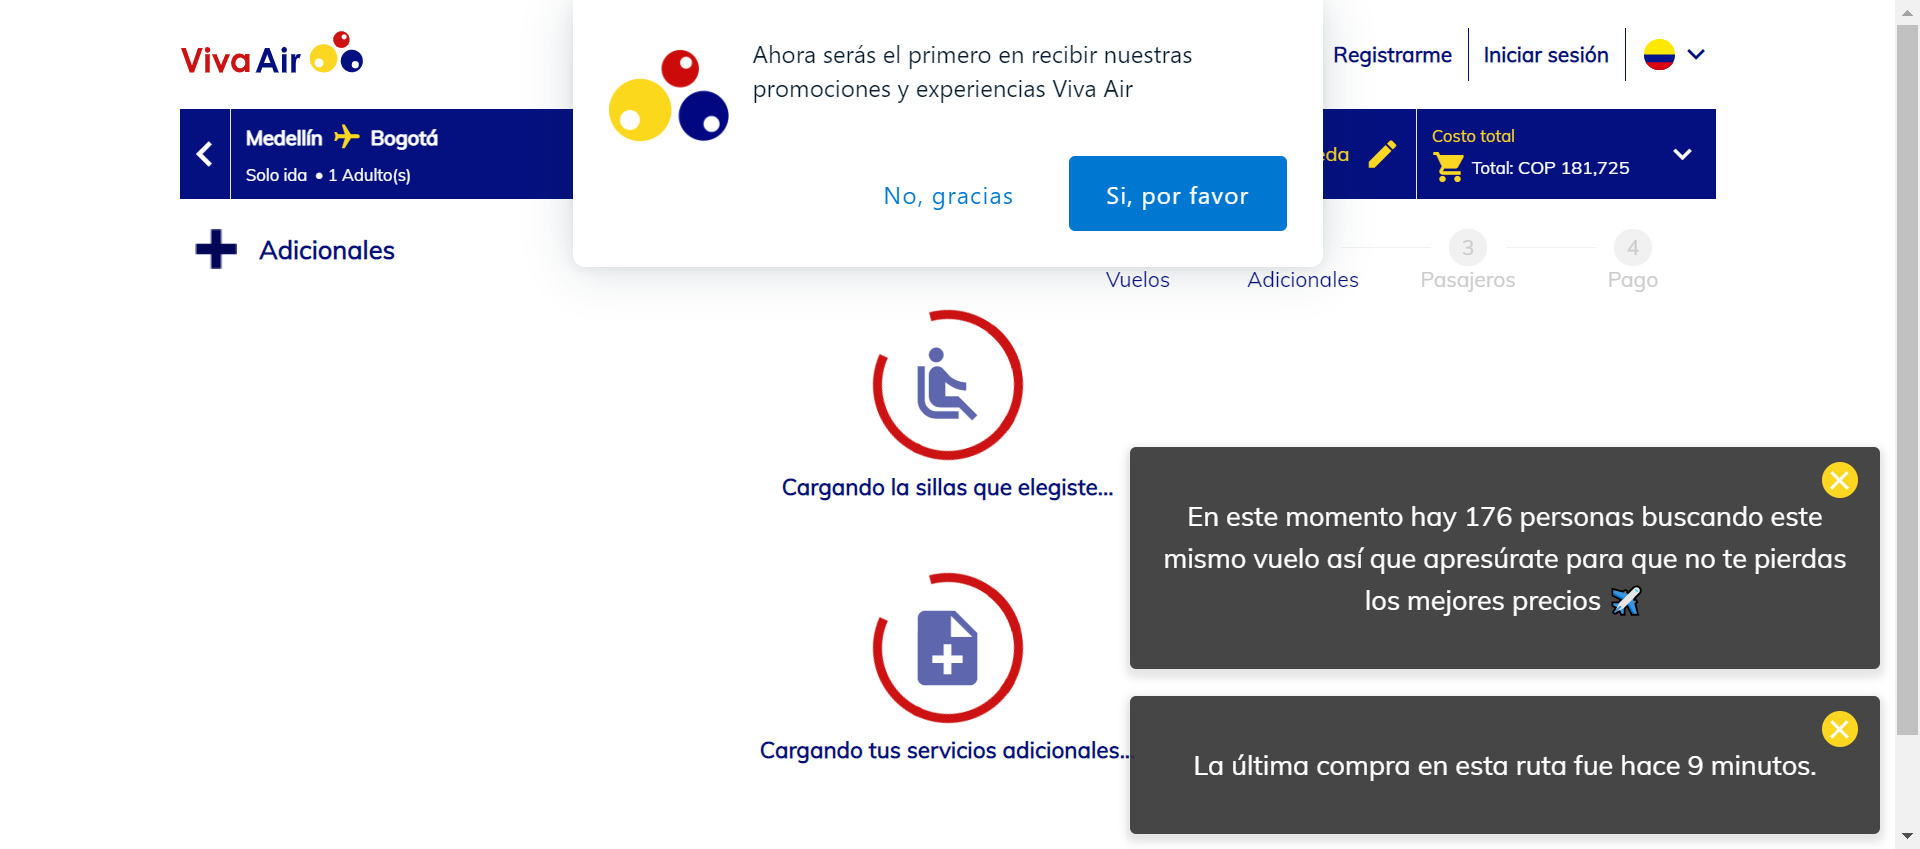 Viva Air
Ahora serás el primero en recibir nuestras
promociones y experiencias Viva Air
No, gracias
Si, por favor
Registrarme
Iniciar sesión
Medellín Bogotá
Solo ida • 1 Adulto(s)
eda
Costo total
Total: COP 181,725
Adicionales
Vuelos
Adicionales
3
Pasajeros
4
Pago
Cargando la sillas que elegiste...
Cargando tus servicios adicionales...
En este momento hay 176 personas buscando este
mismo vuelo así que apresúrate para que no te pierdas
los mejores precios ✈️
La última compra en esta ruta fue hace 9 minutos.